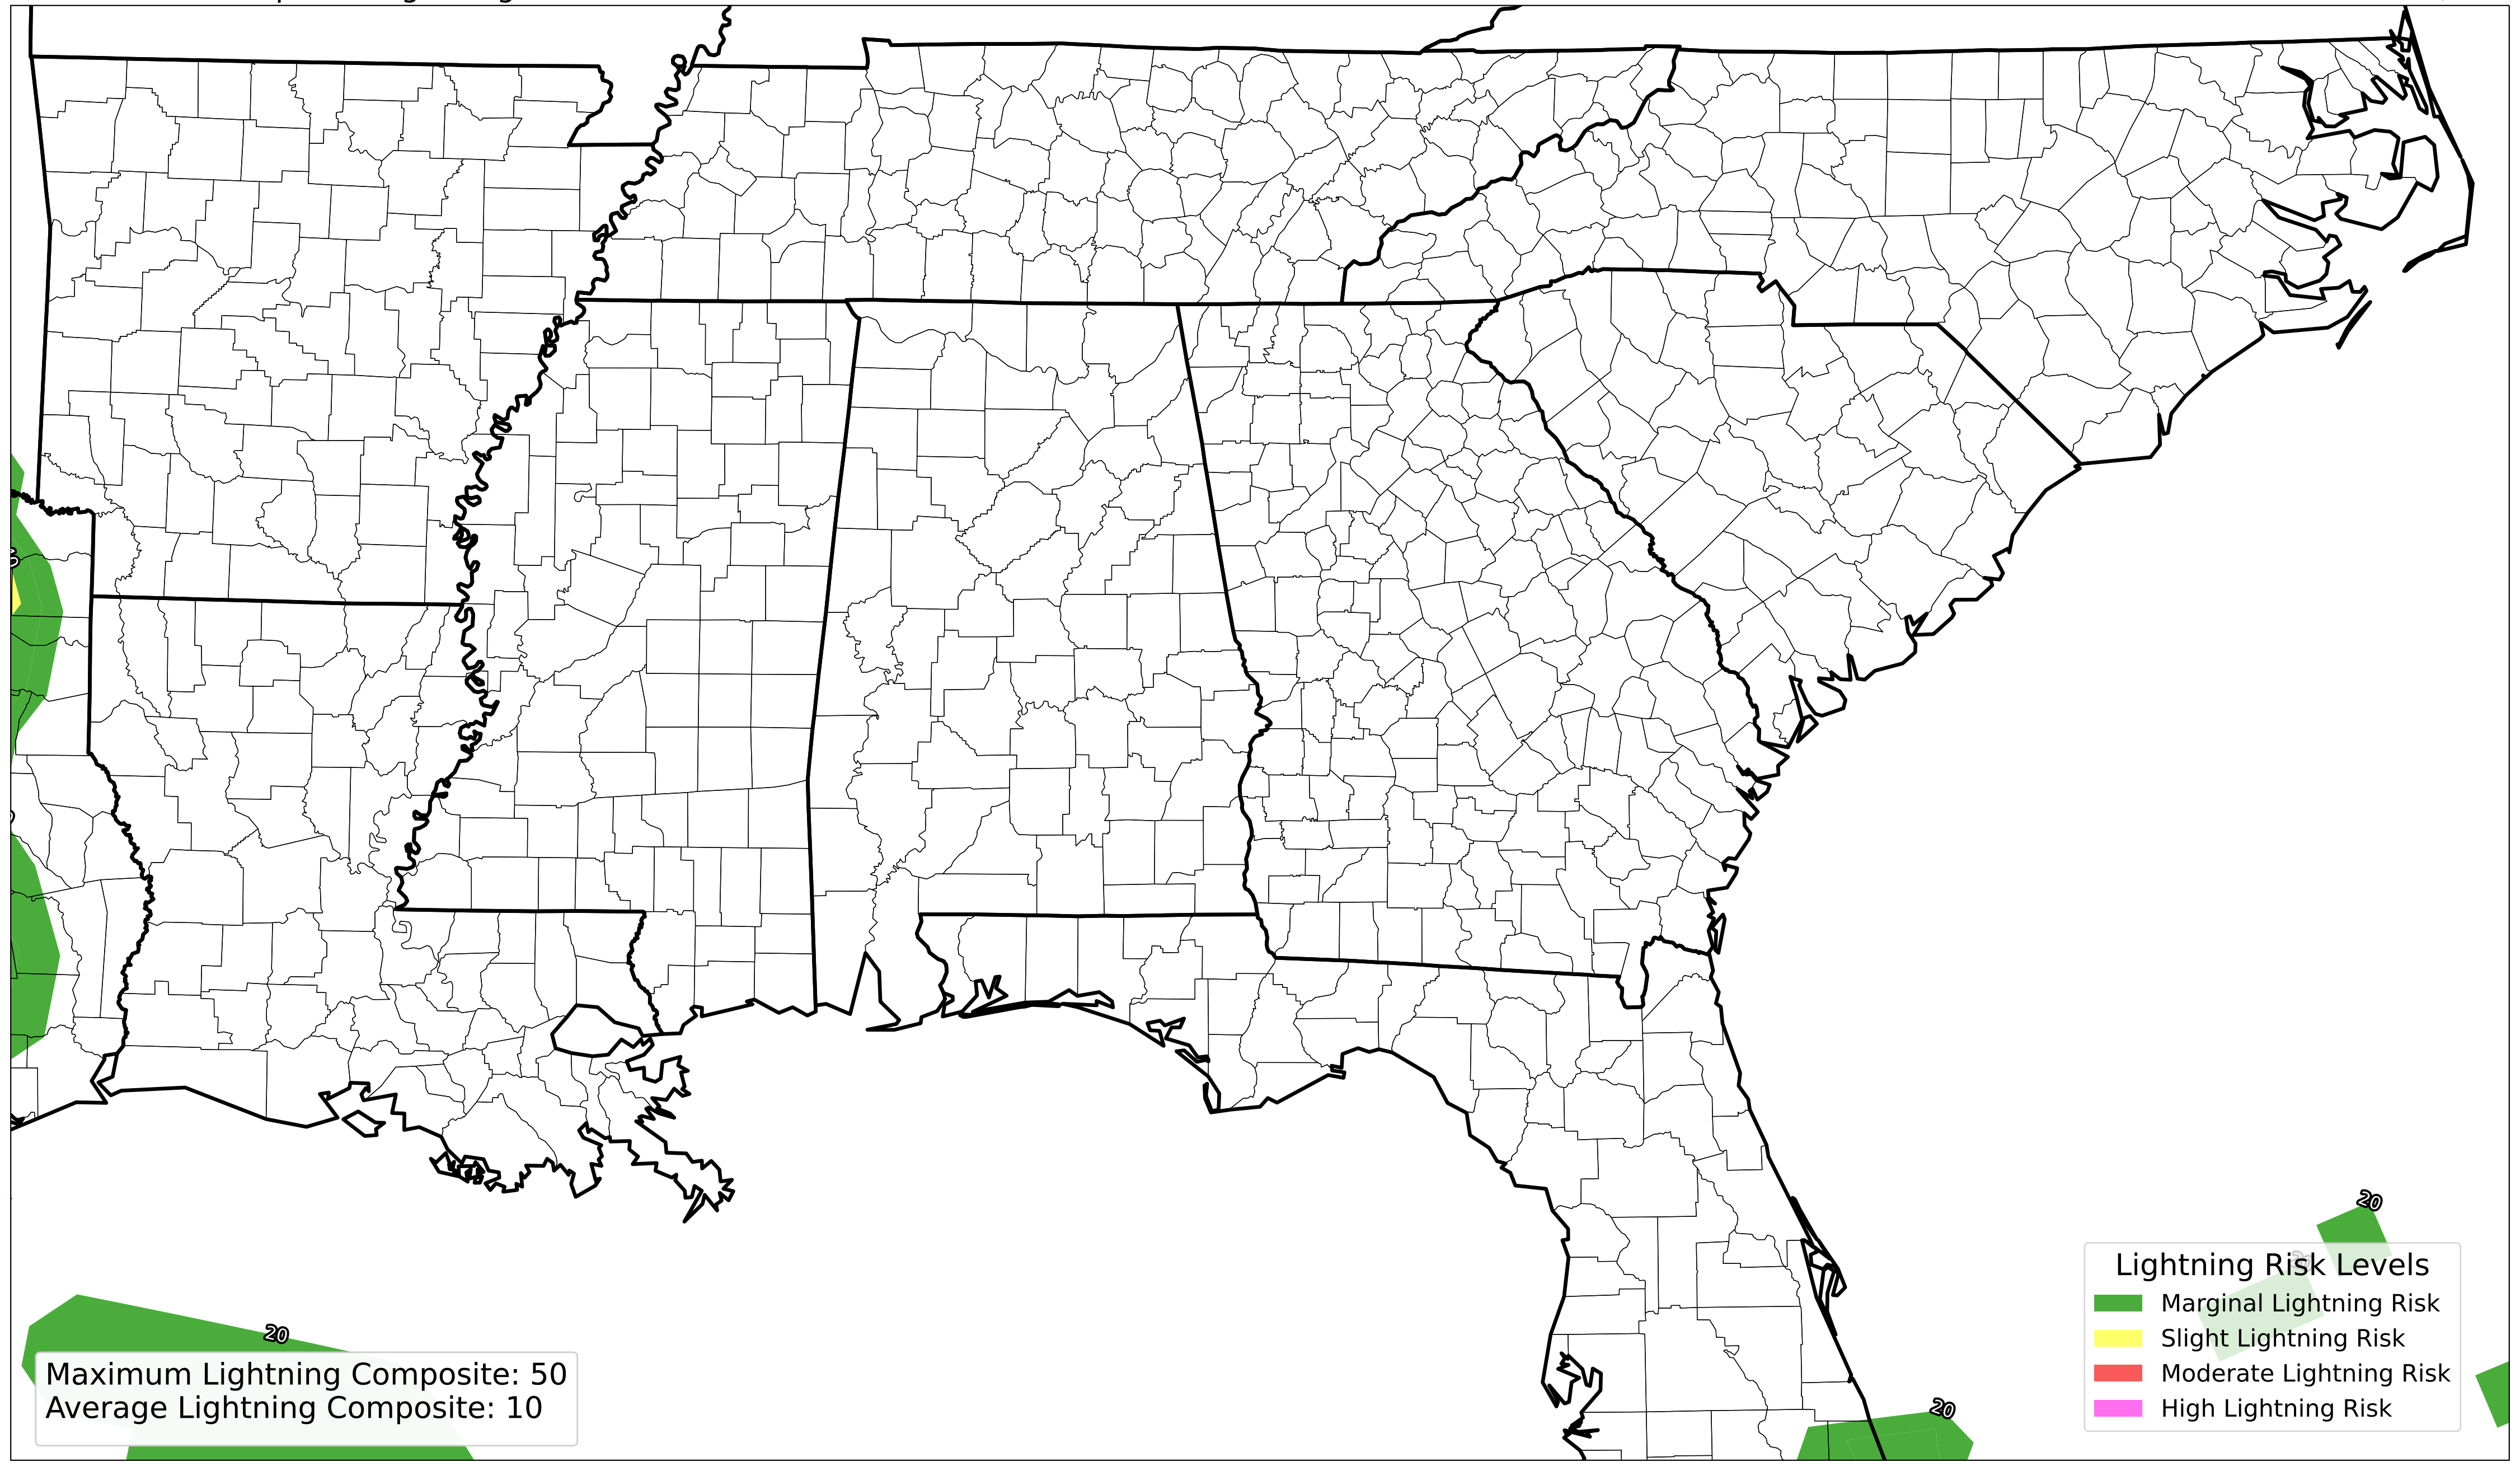 20
20
Lightning Risk Levels
Marginal Lightning Risk
Slight Lightning Risk
Moderate Lightning Risk
High Lightning Risk
Maximum Lightning Composite: 50
Average Lightning Composite: 10
20